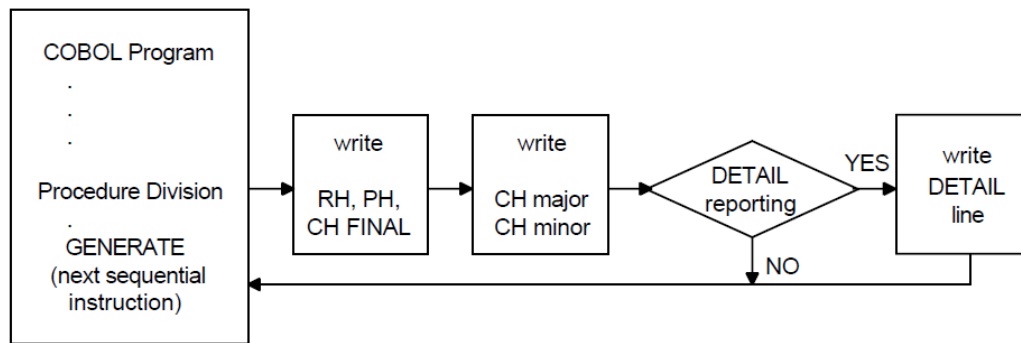 COBOL Program
.
.
.
Procedure Division
.
GENERATE
(next sequential
instruction)
write
RH, PH,
CH FINAL
write
CH major
CH minor
DETAIL
reporting
YES
NO
write
DETAIL
line